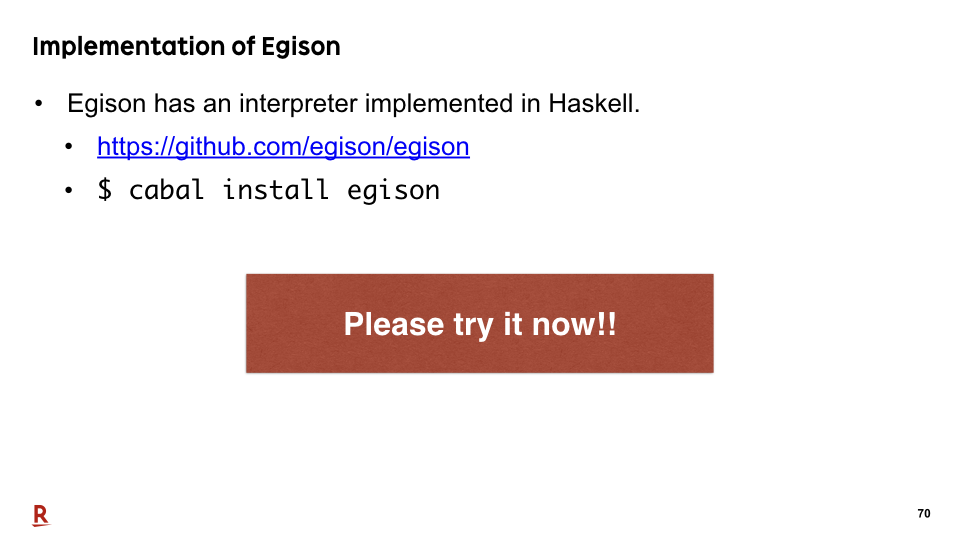 Implementation of Egison
• Egison has an interpreter implemented in Haskell.
• https://github.com/egison/egison
• $ cabal install egison
Please try it now!!
R
70